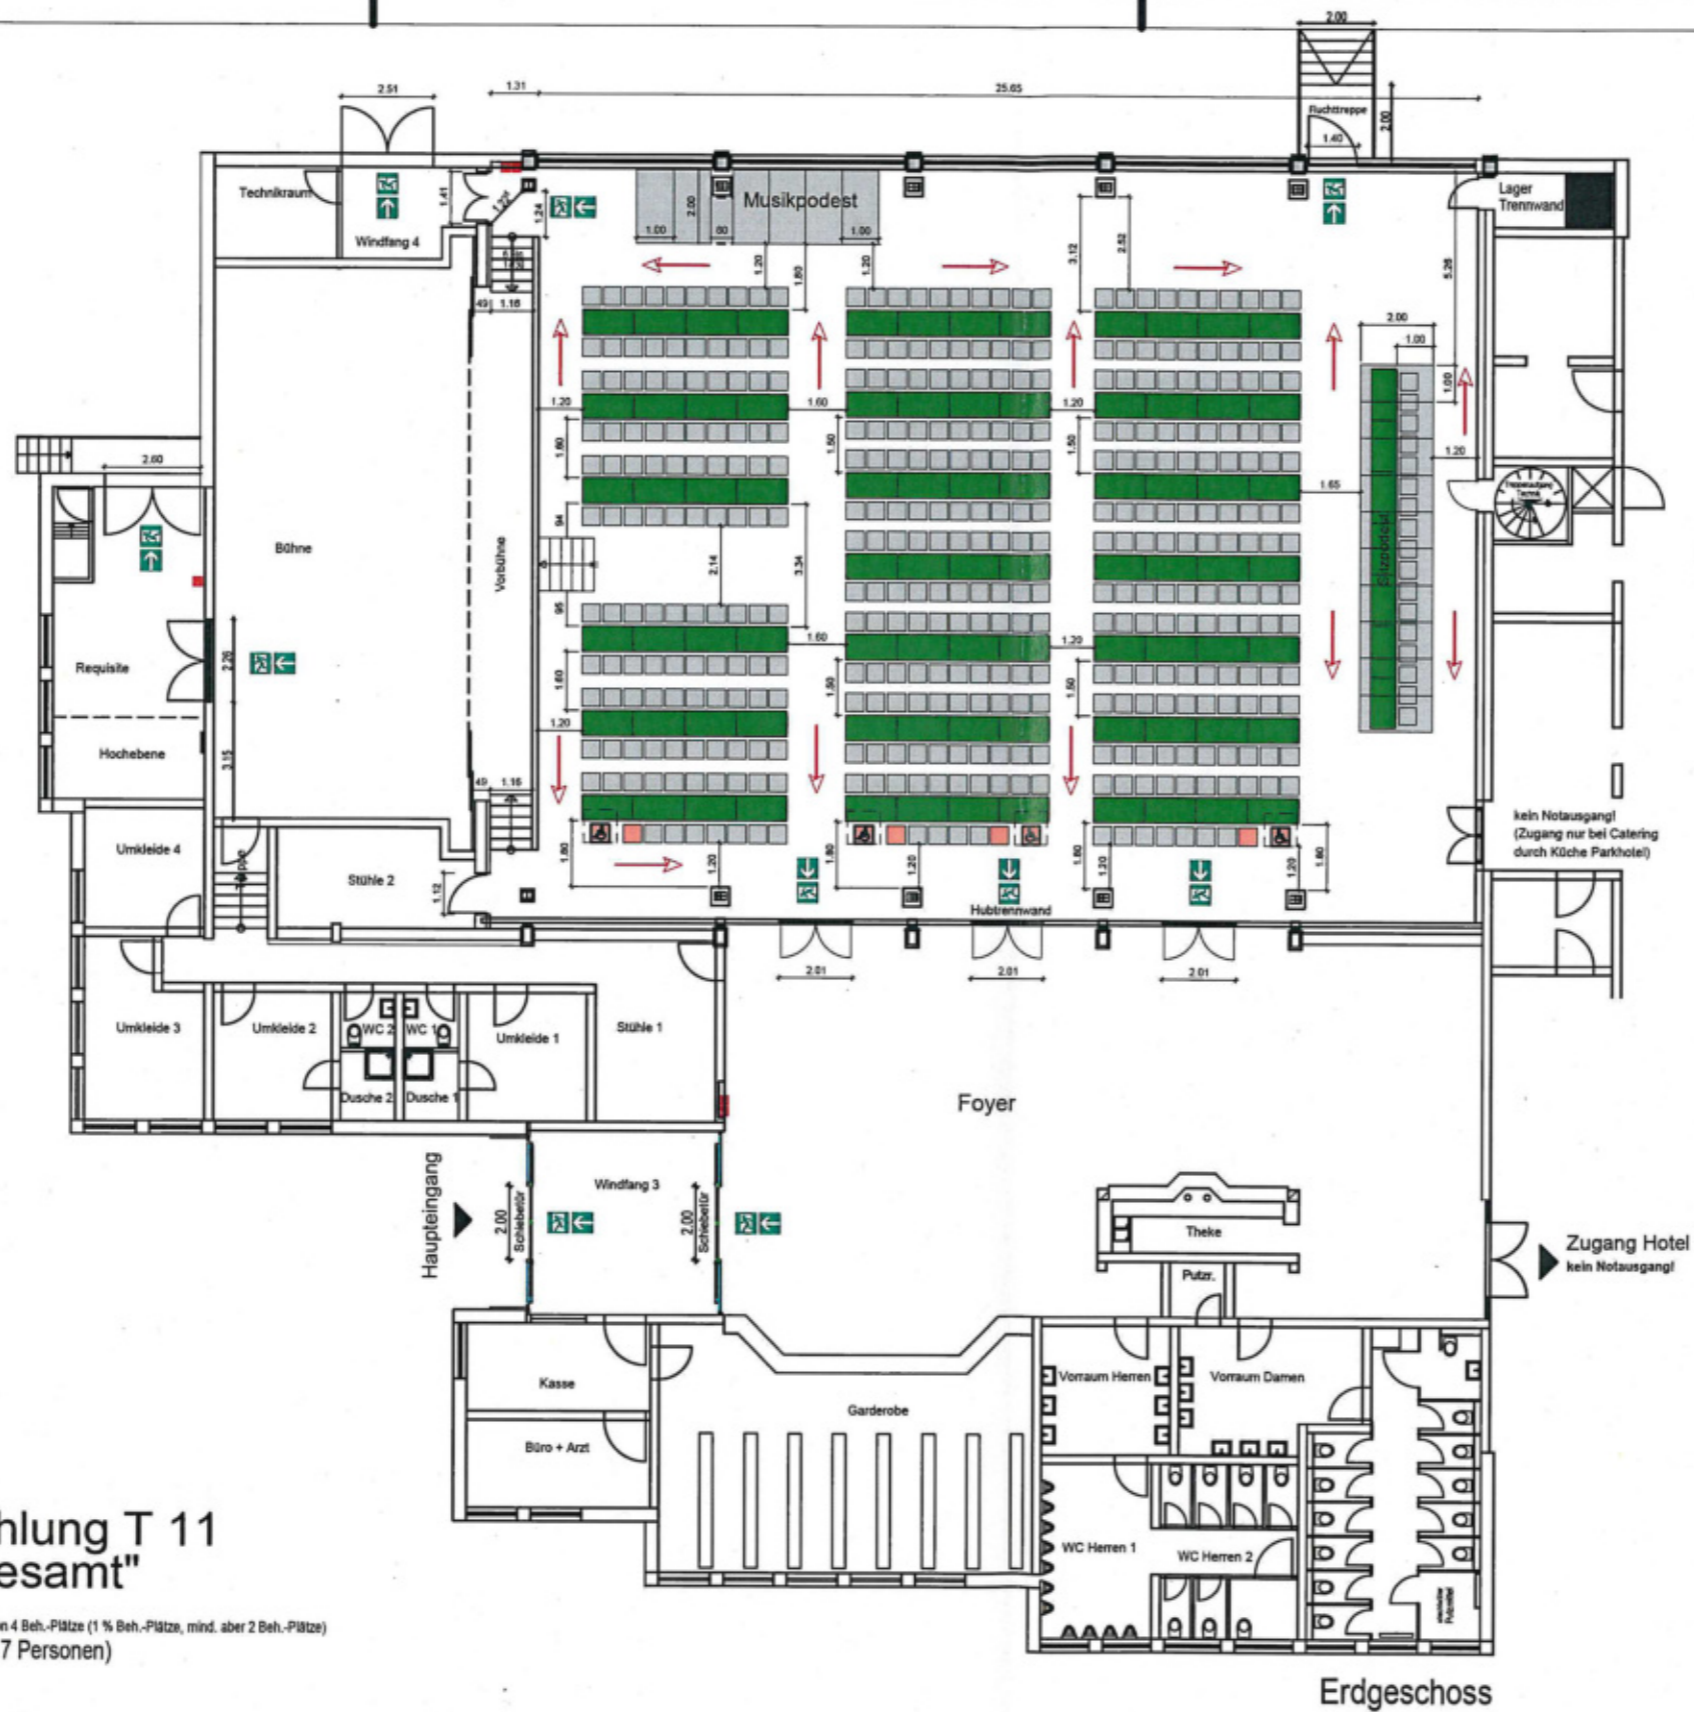 2.00
2.51
1.31
25.65
Fluchttreppe
2.00
1.40
Technikraum
1.41
Windfang 4
1.22⁵
1.24
2.00
Musikpodest
1.00
80
1.00
Lager
Trennwand
1.20
1.80
1.20
3.12
2.52
5.26
49
1.16
2.00
1.00
1.00
1.20
1.60
1.20
1.60
1.50
1.50
1.20
2.60
1.65
94
Bühne
Vorbühne
2.14
3.34
Sitzpodest
95
1.60
1.20
Requisite
2.26
1.60
1.50
1.50
1.20
Hochebene
3.15
49
1.16
kein Notausgang!
(Zugang nur bei Catering
durch Küche Parkhotel)
Umkleide 4
Treppe
Stühle 2
1.12
1.80
1.20
1.80
1.20
1.80
1.20
1.20
1.80
Hubtrennwand
2.01
2.01
2.01
Umkleide 3
Umkleide 2
WC 2
WC 1
Umkleide 1
Stühle 1
Dusche 2
Dusche 1
Foyer
Haupteingang
2.00
Schiebetür
Windfang 3
2.00
Schiebetür
Theke
Putzr.
Zugang Hotel
kein Notausgang!
Kasse
Büro + Arzt
Garderobe
Vorraum Herren
Vorraum Damen
WC Herren 1
WC Herren 2
hlung T 11
esamt"
n 4 Beh.-Plätze (1 % Beh.-Plätze, mind. aber 2 Beh.-Plätze)
7 Personen)
Erdgeschoss